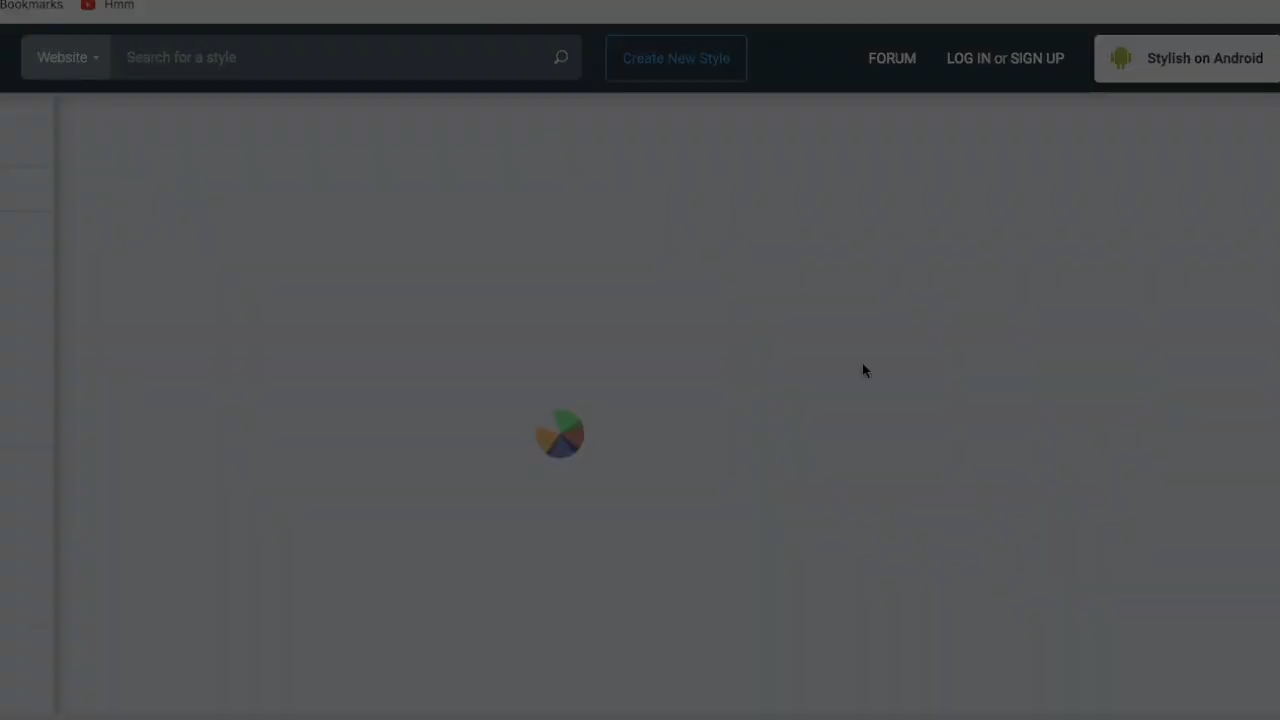 Bookmarks Hmm
Website Search for a style Create New Style FORUM LOG IN or SIGN UP Stylish on Android